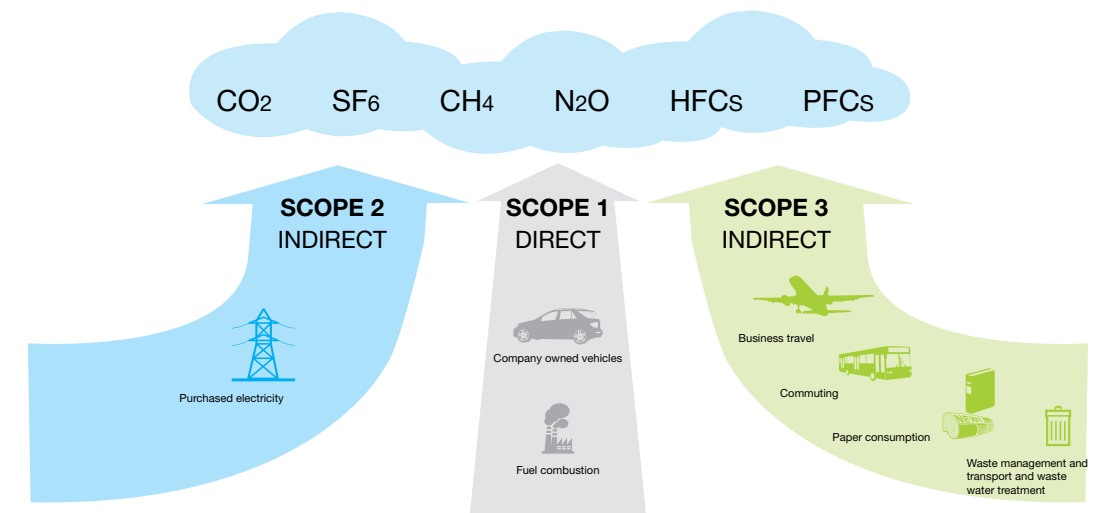 CO2 SF6 CH4 N2O HFCs PFCs
SCOPE 2
INDIRECT
Purchased electricity
SCOPE 1
DIRECT
Company owned vehicles
Fuel combustion
SCOPE 3
INDIRECT
Business travel
Commuting
NEWS
Paper consumption
Waste management and
transport and waste
water treatment